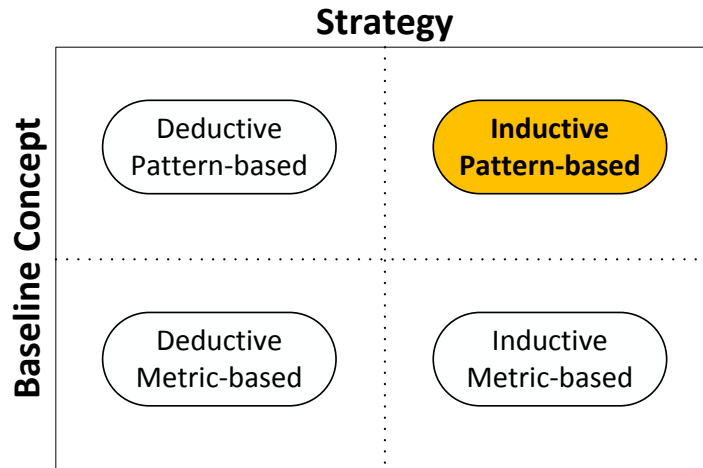 Strategy
Baseline Concept
Deductive
Pattern-based
Inductive
Pattern-based
Deductive
Metric-based
Inductive
Metric-based